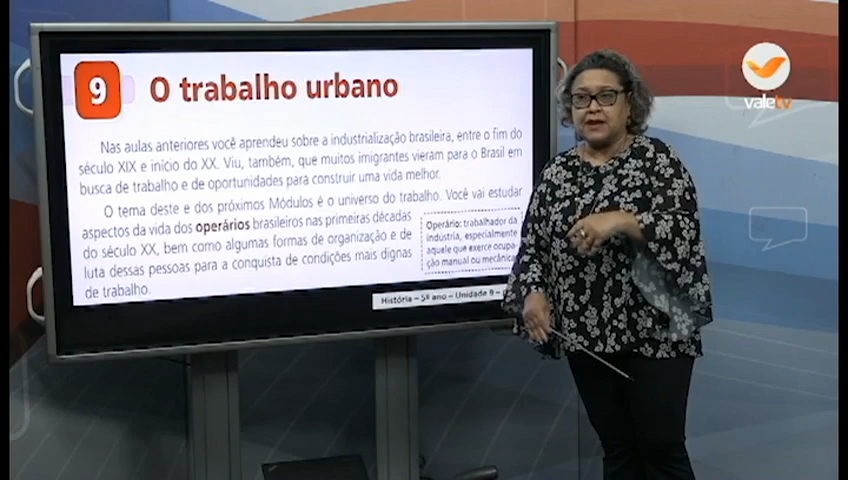 9 O trabalho urbano
Nas aulas anteriores você aprendeu sobre a industrialização brasileira, entre o fim do
século XIX e início do XX. Viu, também, que muitos imigrantes vieram para o Brasil em
busca de trabalho e de oportunidades para construir uma vida melhor.
O tema deste e dos próximos Módulos é o universo do trabalho. Você vai estudar
aspectos da vida dos operários brasileiros nas primeiras décadas
do século XX, bem como algumas formas de organização e de
luta dessas pessoas para a conquista de condições mais dignas
de trabalho.
Operário: trabalhador da
indústria, especialmente
aquele que exerce ocupa-
ção manual ou mecânica
História – 5º ano – Unidade 9 –
valetv